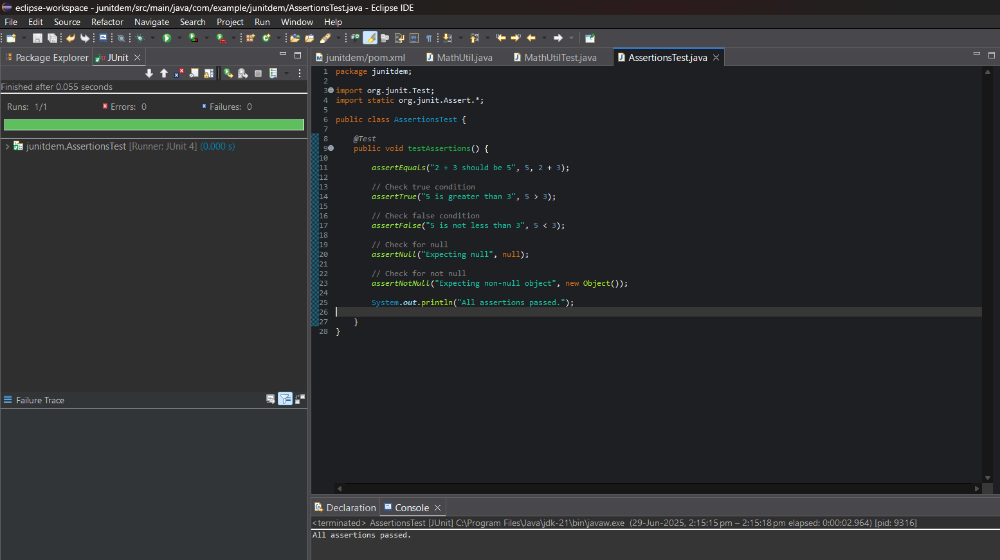 eclipse-workspace - junitdem/src/main/java/com/example/junitdem/AssertionsTest.java - Eclipse IDE
File Edit Source Refactor Navigate Search Project Run Window Help
Package Explorer JUnit
Finished after 0.055 seconds
Runs: 1/1 Errors: 0 Failures: 0
junitdem.AssertionsTest [Runner: JUnit 4] (0.000 s)
Failure Trace
junitdem/pom.xml MathUtil.java MathUtilTest.java AssertionsTest.java
1 package junitdem;
2
3 import org.junit.Test;
4 import static org.junit.Assert.*;
5
6 public class AssertionsTest {
7
8 @Test
9 public void testAssertions() {
10
11 assertEquals("2 + 3 should be 5", 5, 2 + 3);
12
13 // Check true condition
14 assertTrue("5 is greater than 3", 5 > 3);
15
16 // Check false condition
17 assertFalse("5 is not less than 3", 5 < 3);
18
19 // Check for null
20 assertNull("Expecting null", null);
21
22 // Check for not null
23 assertNotNull("Expecting non-null object", new Object());
24
25 System.out.println("All assertions passed.");
26
27 }
28 }
Declaration Console
<terminated> AssertionsTest [JUnit] C:\Program Files\Java\jdk-21\bin\javaw.exe (29-Jun-2025, 2:15:15 pm – 2:15:18 pm elapsed: 0:00:02.964) [pid: 9316]
All assertions passed.